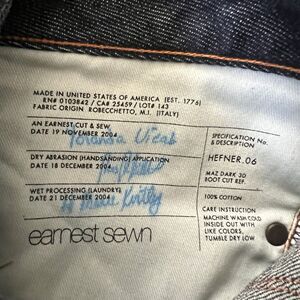 MADE IN UNITED STATES OF AMERICA (EST. 1776)
RN# 0103842 / CA# 25459 / LOT# 143
FABRIC ORIGIN. ROBECCHETTO, M.I. (ITALY)
AN EARNEST CUT & SEW
DATE 19 NOVEMBER 2004
Yolanda
DRY ABRASION (HANDSANDING) APPLICATION
DATE 18 DECEMBER 2004
WET PROCESSING (LAUNDRY)
DATE 21 DECEMBER 2004
earnest sewn
SPECIFICATION No.
& DESCRIPTION
HEFNER.06
MAZ DARK 30
BOOT CUT REF.
100% COTTON
CARE INSTRUCTION
MACHINE WASH COLD
INSIDE OUT WITH
LIKE COLORS,
TUMBLE DRY LOW